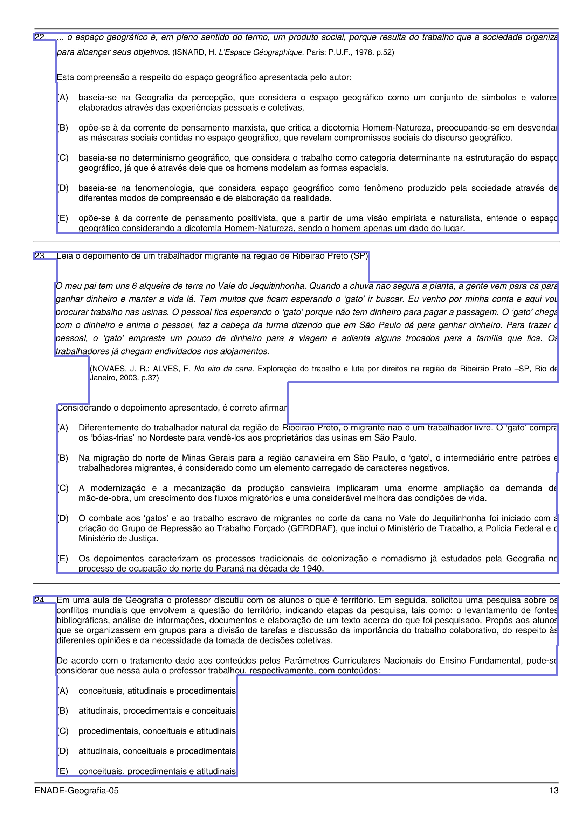 22. ... o espaço geográfico é, em pleno sentido do termo, um produto social, porque resulta do trabalho que a sociedade organiza
para alcançar seus objetivos. (ISNARD, H. L'Espace Géographique. Paris: P.U.F., 1978, p.52)
Esta compreensão a respeito do espaço geográfico apresentada pelo autor:
(A) baseia-se na Geografia da percepção, que considera o espaço geográfico como um conjunto de símbolos e valores
elaborados através das experiências pessoais e coletivas.
(B) opõe-se à da corrente de pensamento marxista, que critica a dicotomia Homem-Natureza, preocupando-se em desvendar
as máscaras sociais contidas no espaço geográfico, que revelam compromissos sociais do discurso geográfico.
(C) baseia-se no determinismo geográfico, que considera o trabalho como categoria determinante na estruturação do espaço
geográfico, já que é através dele que os homens modelam as formas espaciais.
(D) baseia-se na fenomenologia, que considera espaço geográfico como fenômeno produzido pela sociedade através de
diferentes modos de compreensão e de elaboração da realidade.
(E) opõe-se à da corrente de pensamento positivista, que a partir de uma visão empirista e naturalista, entende o espaço
geográfico considerando a dicotomia Homem-Natureza, sendo o homem apenas um dado do lugar.
23. Leia o depoimento de um trabalhador migrante na região de Ribeirão Preto (SP)
O meu pai tem uns 6 alqueire de terra no Vale do Jequitinhonha. Quando a chuva não segura a planta, a gente vem para cá para
ganhar dinheiro e manter a vida lá. Tem muitos que ficam esperando o 'gato' ir buscar. Eu venho por minha conta e aqui vou
procurar trabalho nas usinas. O pessoal fica esperando o 'gato' porque não tem dinheiro para pagar a passagem. O 'gato' chega
com o dinheiro e anima o pessoal, faz a cabeça da turma dizendo que em São Paulo dá para ganhar dinheiro. Para trazer o
pessoal, o 'gato' empresta um pouco de dinheiro para a viagem e adianta alguns trocados para a família que fica. Os
trabalhadores já chegam endividados nos alojamentos.
(NOVAES, J. R.; ALVES, F. No eito da cana. Exploração do trabalho e luta por direitos na região de Ribeirão Preto –SP, Rio de
Janeiro, 2003, p.37)
Considerando o depoimento apresentado, é correto afirmar
(A) Diferentemente do trabalhador natural da região de Ribeirão Preto, o migrante não é um trabalhador livre. O 'gato' compra
os 'bóias-frias' no Nordeste para vendê-los aos proprietários das usinas em São Paulo.
(B) Na migração do norte de Minas Gerais para a região canavieira em São Paulo, o 'gato', o intermediário entre patrões e
trabalhadores migrantes, é considerado como um elemento carregado de caracteres negativos.
(C) A modernização e a mecanização da produção canavieira implicaram uma enorme ampliação da demanda de
mão-de-obra, um crescimento dos fluxos migratórios e uma considerável melhora das condições de vida.
(D) O combate aos 'gatos' e ao trabalho escravo de migrantes no corte da cana no Vale do Jequitinhonha foi iniciado com a
criação do Grupo de Repressão ao Trabalho Forçado (GERDRAF), que inclui o Ministério de Trabalho, a Polícia Federal e o
Ministério de Justiça.
(E) Os depoimentos caracterizam os processos tradicionais de colonização e nomadismo já estudados pela Geografia no
processo de ocupação do norte do Paraná na década de 1940.
24. Em uma aula de Geografia o professor discutiu com os alunos o que é território. Em seguida, solicitou uma pesquisa sobre os
conflitos mundiais que envolvem a questão do território, indicando etapas da pesquisa, tais como: o levantamento de fontes
bibliográficas, análise de informações, documentos e elaboração de um texto acerca do que foi pesquisado. Propôs aos alunos
que se organizassem em grupos para a divisão de tarefas e discussão da importância do trabalho colaborativo, do respeito às
diferentes opiniões e da necessidade da tomada de decisões coletivas.
De acordo com o tratamento dado aos conteúdos pelos Parâmetros Curriculares Nacionais do Ensino Fundamental, pode-se
considerar que nessa aula o professor trabalhou, respectivamente, com conteúdos:
(A) conceituais, atitudinais e procedimentais
(B) atitudinais, procedimentais e conceituais
(C) procedimentais, conceituais e atitudinais
(D) atitudinais, conceituais e procedimentais
(E) conceituais, procedimentais e atitudinais
ENADE-Geografia-05 13